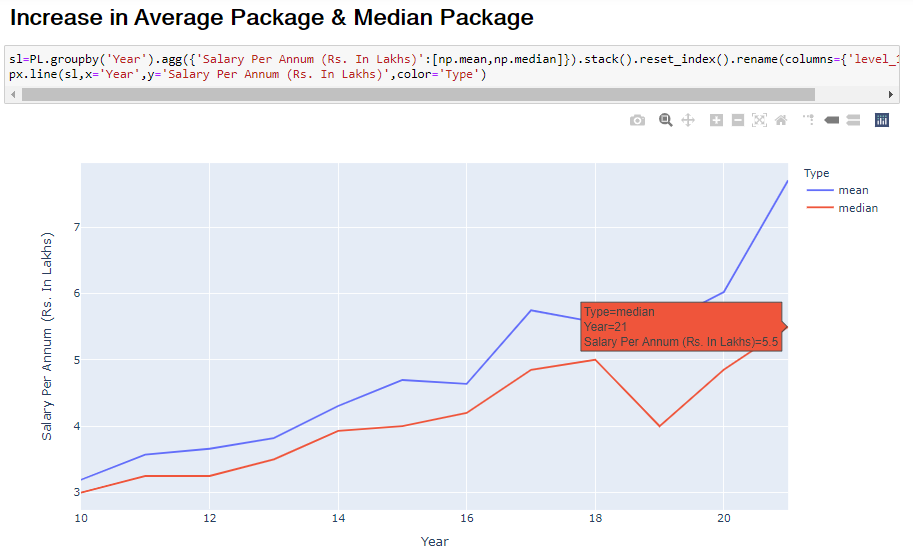 Increase in Average Package & Median Package
sl=PL.groupby('Year').agg({'Salary Per Annum (Rs. In Lakhs)':[np.mean,np.median]}).stack().reset_index().rename(columns={'level_1
px.line(sl,x='Year',y='Salary Per Annum (Rs. In Lakhs)',color='Type')
Type
mean
median
7
6
5
4
3
Salary Per Annum (Rs. In Lakhs)
Type=median
Year=21
Salary Per Annum (Rs. In Lakhs)=5.5
10 12 14 16 18 20
Year